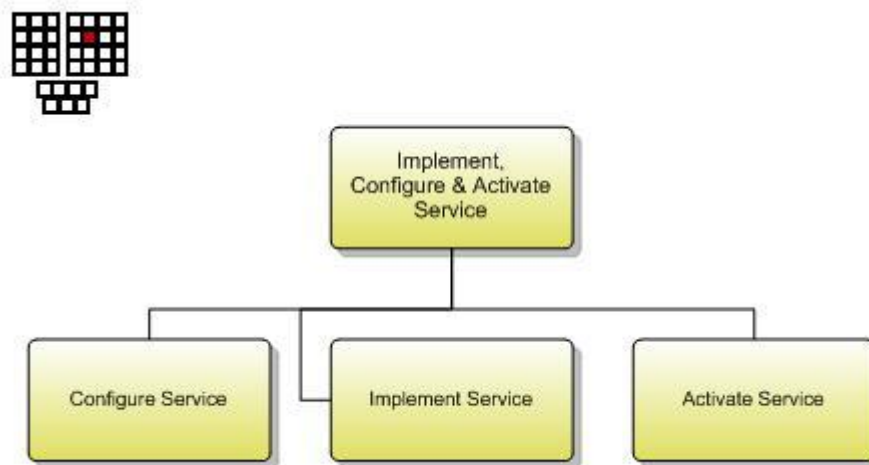 Implement,
Configure & Activate
Service
Configure Service
Implement Service
Activate Service